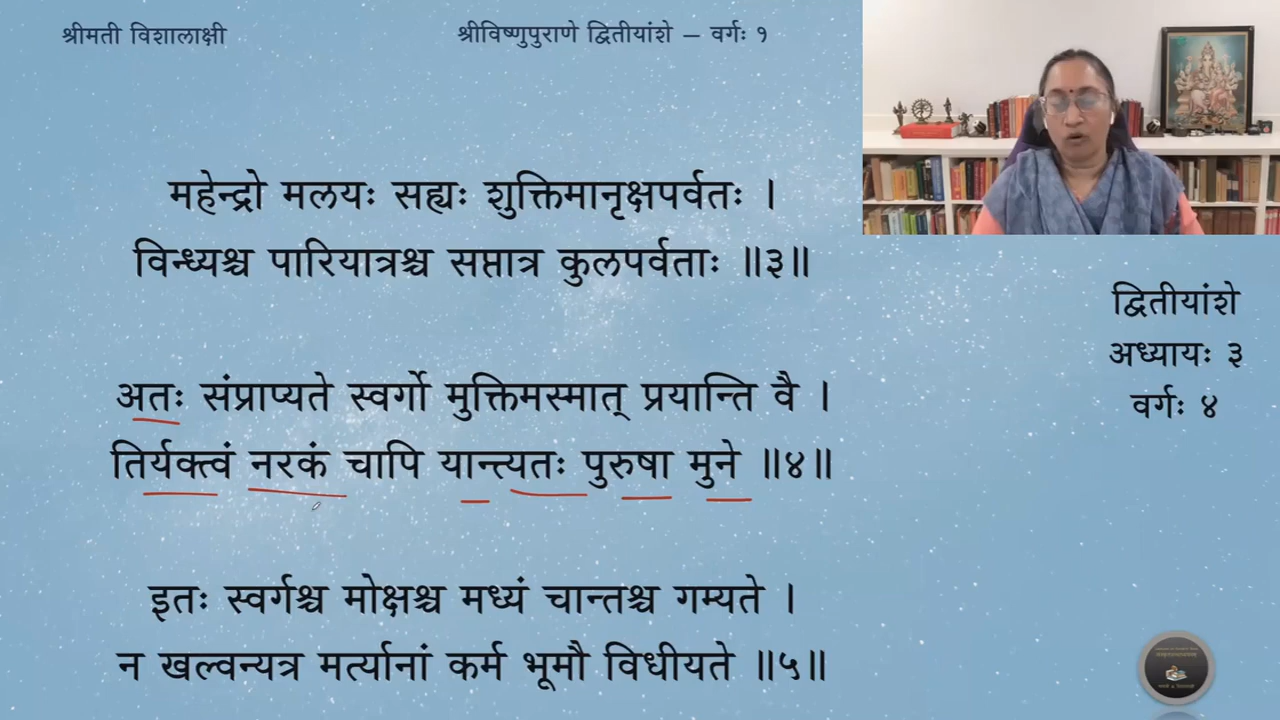 श्रीमती विशालाक्षी
श्रीविष्णुपुराणे द्वितीयांशे – वर्गः १
महेन्द्रो मलयः सह्यः शुक्तिमानृक्षपर्वतः ।
विन्ध्यश्च पारियात्रश्च सप्तात्र कुलपर्वताः ॥३॥
अतः संप्राप्यते स्वर्गो मुक्तिमस्मात् प्रयान्ति वै ।
तिर्यक्त्वं नरकं चापि यान्त्यतः पुरुषा मुने ॥४॥
इतः स्वर्गश्च मोक्षश्च मध्यं चान्तश्च गम्यते ।
न खल्वन्यत्र मर्त्यानां कर्म भूमौ विधीयते ॥५॥
द्वितीयांशे
अध्यायः ३
वर्गः ४